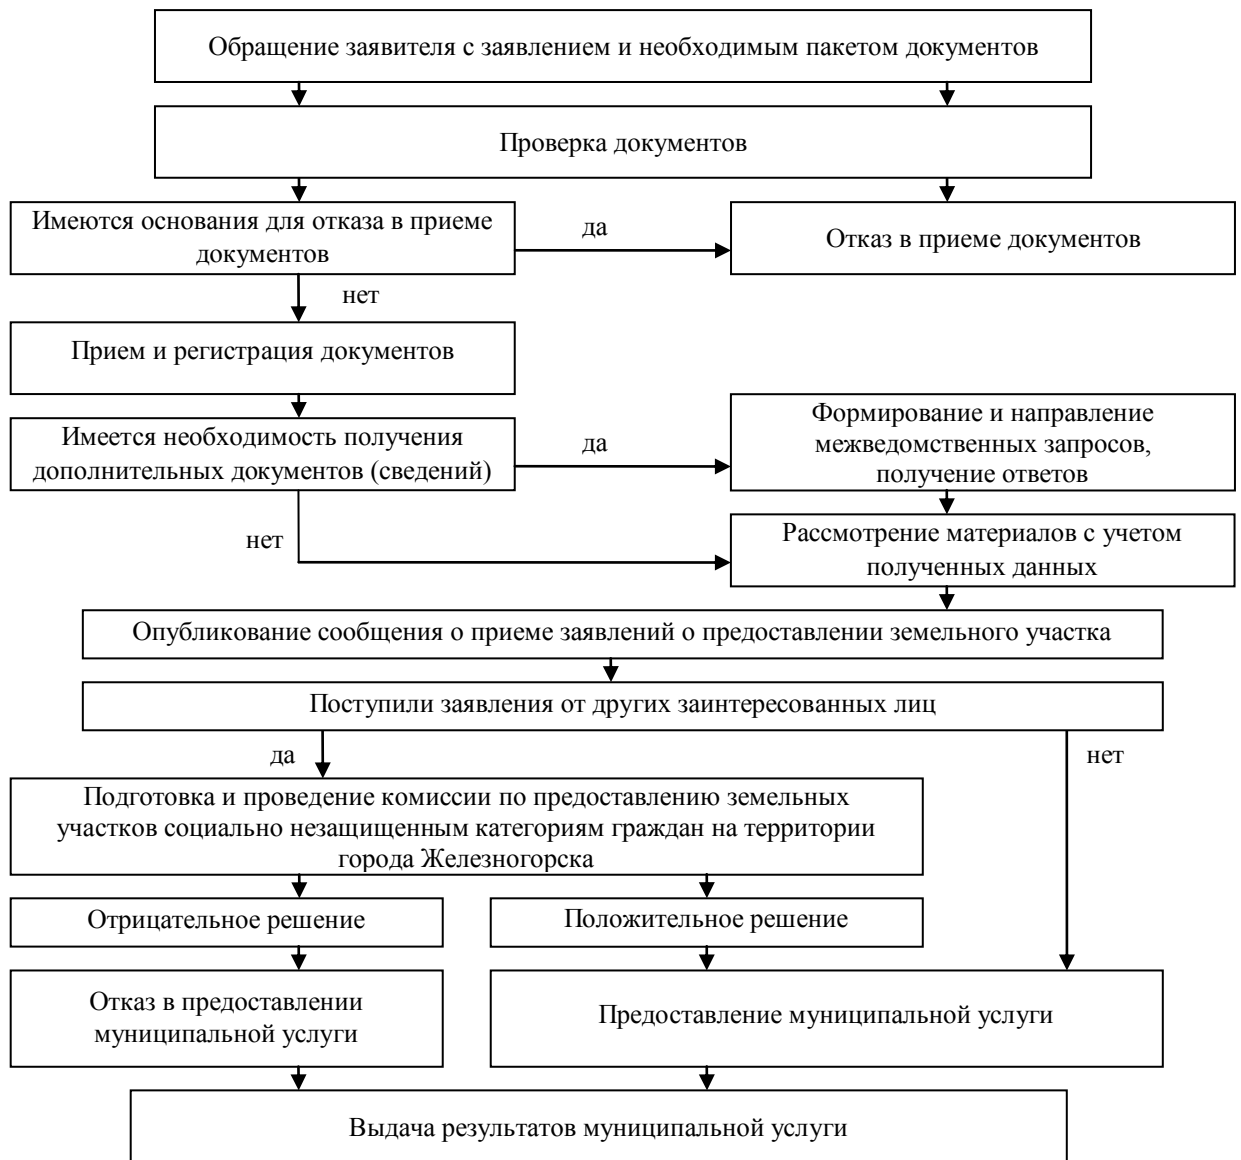 Обращение заявителя с заявлением и необходимым пакетом документов
Проверка документов
Имеются основания для отказа в приеме
документов
да
Отказ в приеме документов
нет
Прием и регистрация документов
Имеется необходимость получения
дополнительных документов (сведений)
да
Формирование и направление
межведомственных запросов,
получение ответов
нет
Рассмотрение материалов с учетом
полученных данных
Опубликование сообщения о приеме заявлений о предоставлении земельного участка
Поступили заявления от других заинтересованных лиц
да
нет
Подготовка и проведение комиссии по предоставлению земельных
участков социально незащищенным категориям граждан на территории
города Железногорска
Отрицательное решение
Положительное решение
Отказ в предоставлении
муниципальной услуги
Предоставление муниципальной услуги
Выдача результатов муниципальной услуги